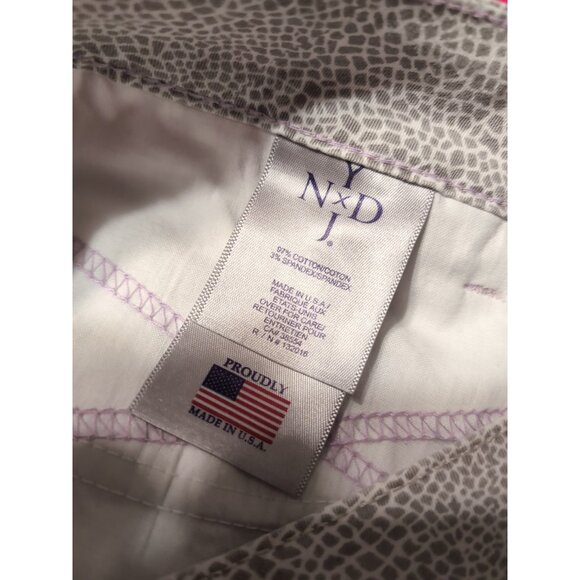 Y
N×D
J®
97% COTTON/COTON
3% SPANDEX/SPANDEX
MADE IN U.S.A./
FABRIQUE AUX
ETATS-UNIS
OVER FOR CARE/
RETOURNER POUR
ENTRETIEN
CA# 38554
R / N # 132016
PROUDLY
MADE IN U.S.A.